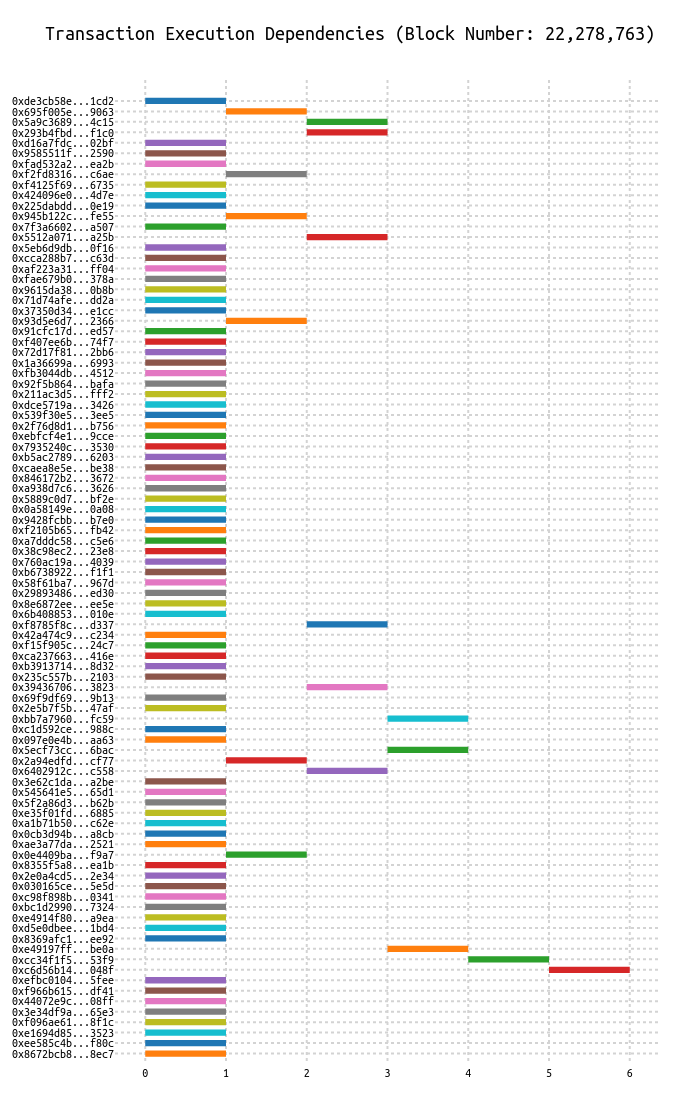 Transaction Execution Dependencies (Block Number: 22,278,763)
0xde3cb58e...1cd2
0x695f005e...9063
0x5a9c3689...4c15
0x293b4fbd...f1c0
0xd16a7fdc...02bf
0x9585511f...2590
0xfad532a2...ea2b
0xf2fd8316...c6ae
0xf4125f69...6735
0x424096e0...4d7e
0x225dabdd...0e19
0x945b122c...fe55
0x7f3a6602...a507
0x5512a071...a25b
0x5eb6d9db...0f16
0xcca288b7...c63d
0xaf223a31...ff04
0xfae679b0...378a
0x9615da38...0b8b
0x71d74afe...dd2a
0x37350d34...e1cc
0x93d5e6d7...2366
0x91cfc17d...ed57
0xf407ee6b...74f7
0x72d17f81...2bb6
0x1a36699a...6993
0xfb3044db...4512
0x92f5b864...bafa
0x211ac3d5...fff2
0xdce5719a...3426
0x539f30e5...3ee5
0x2f76d8d1...b756
0xebfcf4e1...9cce
0x7935240c...3530
0xb5ac2789...6203
0xcaea8e5e...be38
0x846172b2...3672
0xa938d7c6...3626
0x5889c0d7...bf2e
0x0a58149e...0a08
0x9428fcbb...b7e0
0xf2105b65...fb42
0xa7dddc58...c5e6
0x38c98ec2...23e8
0x760ac19a...4039
0xb6738922...f1f1
0x58f61ba7...967d
0x29893486...ed30
0x8e6872ee...ee5e
0x6b408853...010e
0xf8785f8c...d337
0x42a474c9...c234
0xf15f905c...24c7
0xca237663...416e
0xb3913714...8d32
0x235c557b...2103
0x39436706...3823
0x69f9df69...9b13
0x2e5b7f5b...47af
0xbb7a7960...fc59
0xc1d592ce...988c
0x097e0e4b...aa63
0x5ecf73cc...6bac
0x2a94edfd...cf77
0x6402912c...c558
0x3e62c1da...a2be
0x545641e5...65d1
0x5f2a86d3...b62b
0xe35f01fd...6885
0xa1b71b50...c62e
0x0cb3d94b...a8cb
0xae3a77da...2521
0x0e4409ba...f9a7
0x8355f5a8...ea1b
0x2e0a4cd5...2e34
0x030165ce...5e5d
0xc98f898b...0341
0xbc1d2990...7324
0xe4914f80...a9ea
0xd5e0dbee...1bd4
0x8369afc1...ee92
0xe49197ff...be0a
0xcc34f1f5...53f9
0xc6d56b14...048f
0xefbc0104...5fee
0xf966b615...df41
0x44072e9c...08ff
0x3e34df9a...65e3
0xf096ae61...8f1c
0xe1694d85...3523
0xee585c4b...f80c
0x8672bcb8...8ec7
0 1 2 3 4 5 6